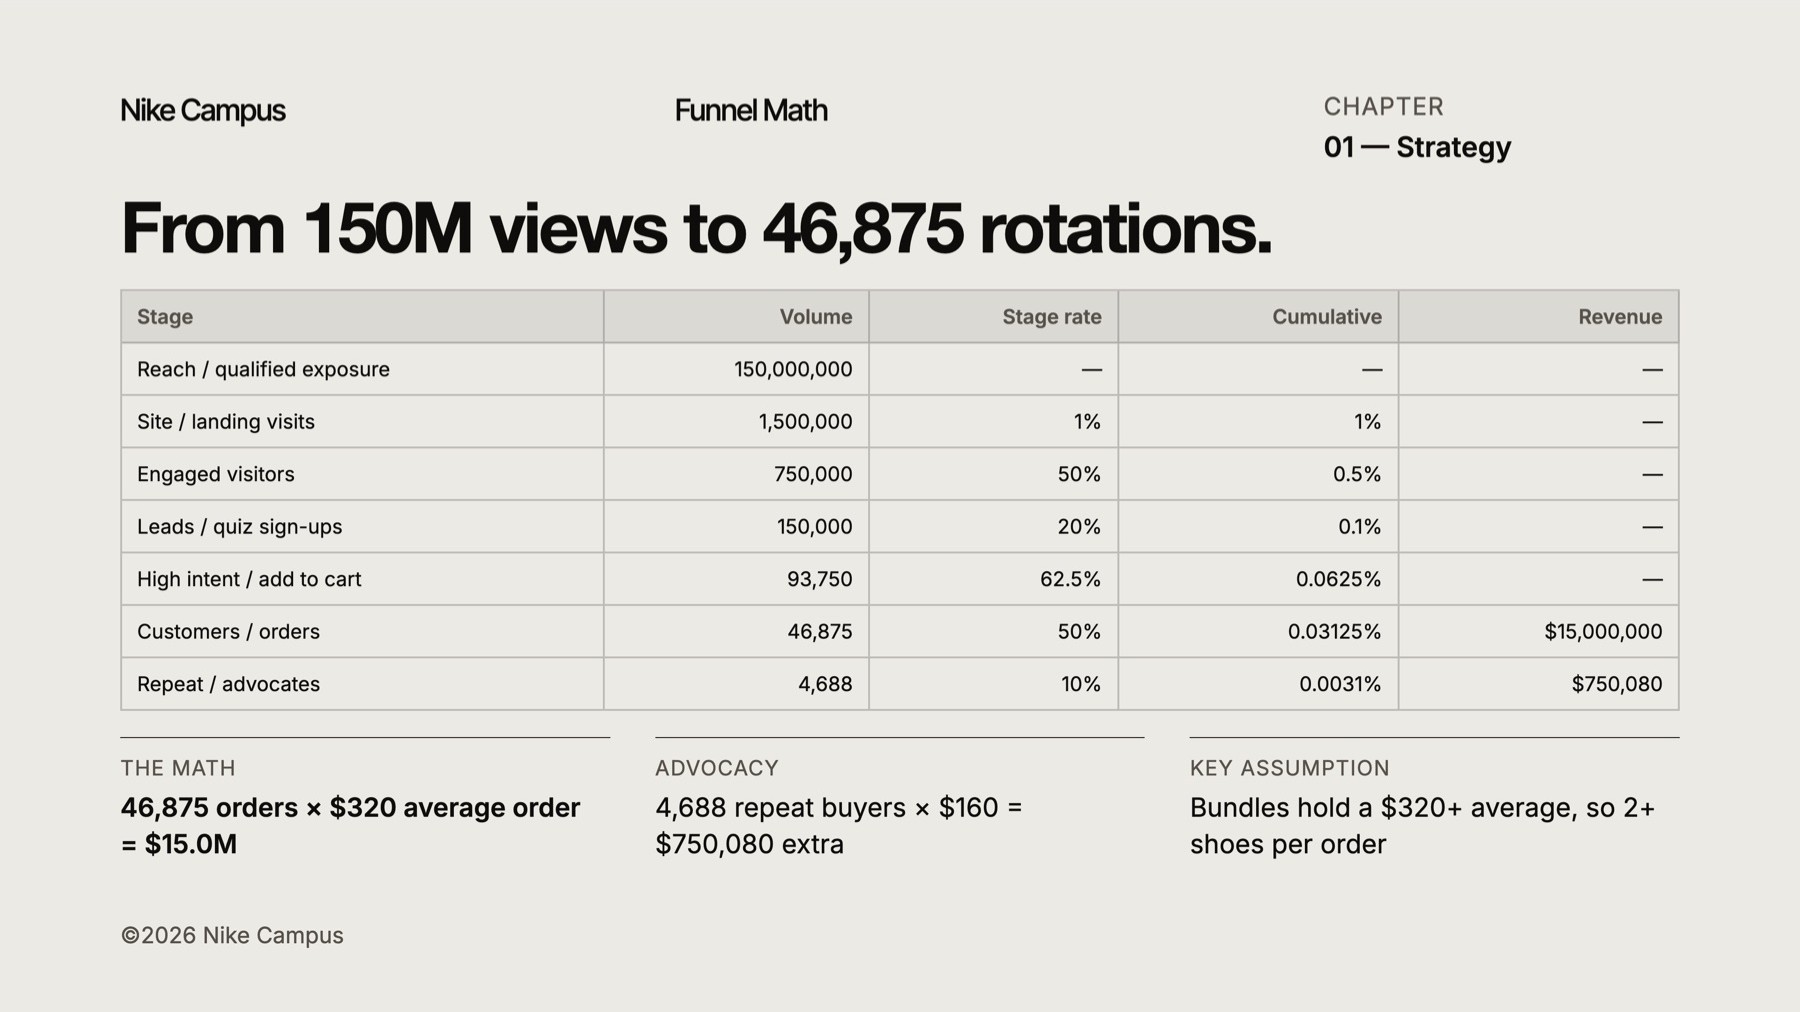 Nike Campus
Funnel Math
CHAPTER
01 — Strategy
From 150M views to 46,875 rotations.
Stage Volume Stage rate Cumulative Revenue
Reach / qualified exposure 150,000,000 — — —
Site / landing visits 1,500,000 1% 1% —
Engaged visitors 750,000 50% 0.5% —
Leads / quiz sign-ups 150,000 20% 0.1% —
High intent / add to cart 93,750 62.5% 0.0625% —
Customers / orders 46,875 50% 0.03125% $15,000,000
Repeat / advocates 4,688 10% 0.0031% $750,080
THE MATH
46,875 orders × $320 average order
= $15.0M
ADVOCACY
4,688 repeat buyers × $160 =
$750,080 extra
KEY ASSUMPTION
Bundles hold a $320+ average, so 2+
shoes per order
©2026 Nike Campus